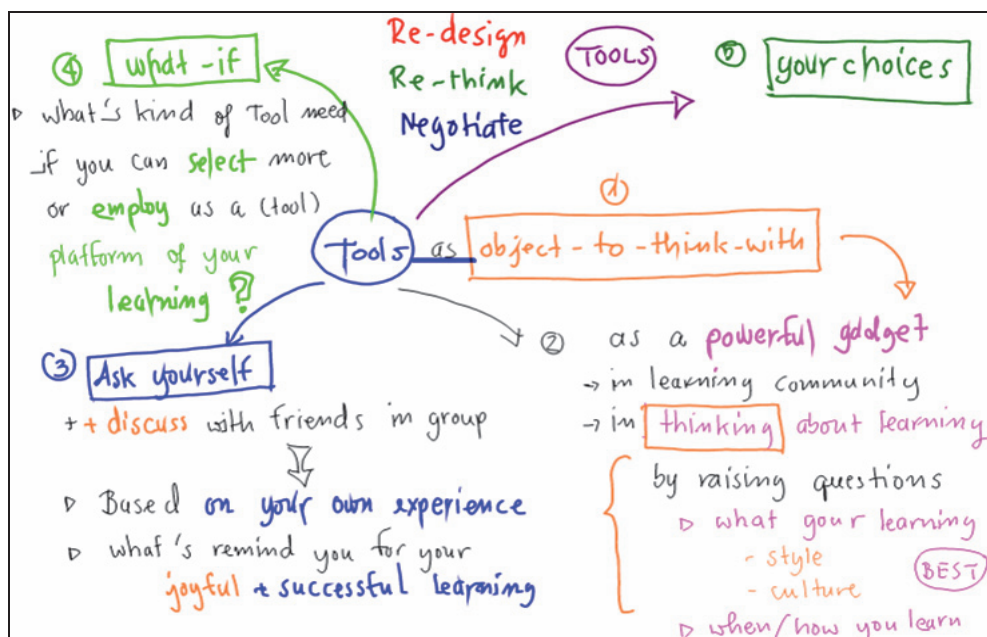 Re-design
Re-think
Negotiate
TOOLS
④ what-if
▷ what's kind of Tool need
if you can select more
or employ as a (tool)
platform of your
learning ?
⑤ your choices
Tools as
① object-to-think-with
② as a powerful gadget
→ in learning community
→ in thinking about learning
by raising questions
▷ what your learning
- style
- culture
BEST
▷ when/how you learn
③ Ask yourself
+ + discuss with friends in group
▷ Based on your own experience
▷ what's remind you for your
joyful + successful learning